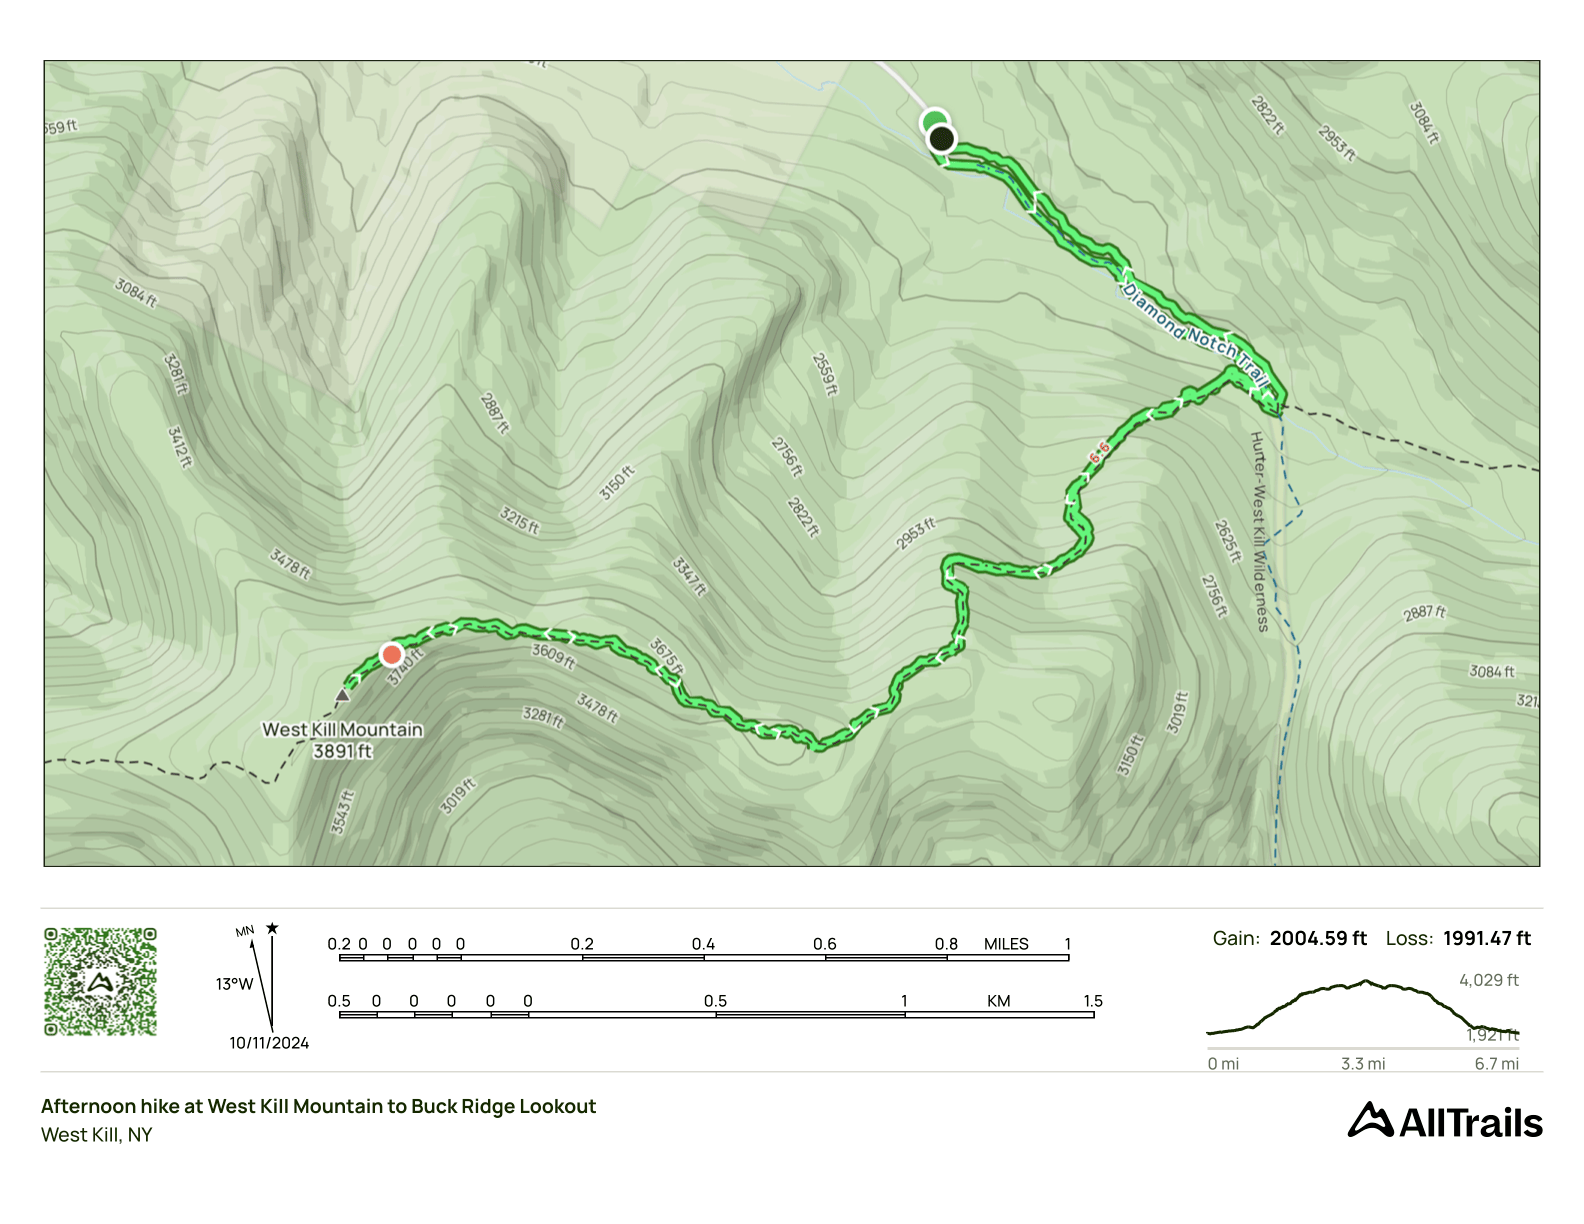 559 ft
2822 ft
2953 ft
3084 ft
3084 ft
3281 ft
3412 ft
2887 ft
2559 ft
2756 ft
2822 ft
3150 ft
3215 ft
3478 ft
3347 ft
2953 ft
Diamond Notch Trail
6.6
Hunter-West Kill Wilderness
2625 ft
2756 ft
2887 ft
3084 ft
321
3740 ft
3609 ft
3675 ft
3478 ft
3281 ft
3019 ft
3150 ft
West Kill Mountain
3891 ft
3543 ft
3019 ft
MN
13°W
10/11/2024
0.2 0 0 0 0 0 0.2 0.4 0.6 0.8 MILES 1
0.5 0 0 0 0 0 0.5 1 KM 1.5
Gain: 2004.59 ft Loss: 1991.47 ft
4,029 ft
1,921 ft
0 mi 3.3 mi 6.7 mi
Afternoon hike at West Kill Mountain to Buck Ridge Lookout
West Kill, NY
AllTrails